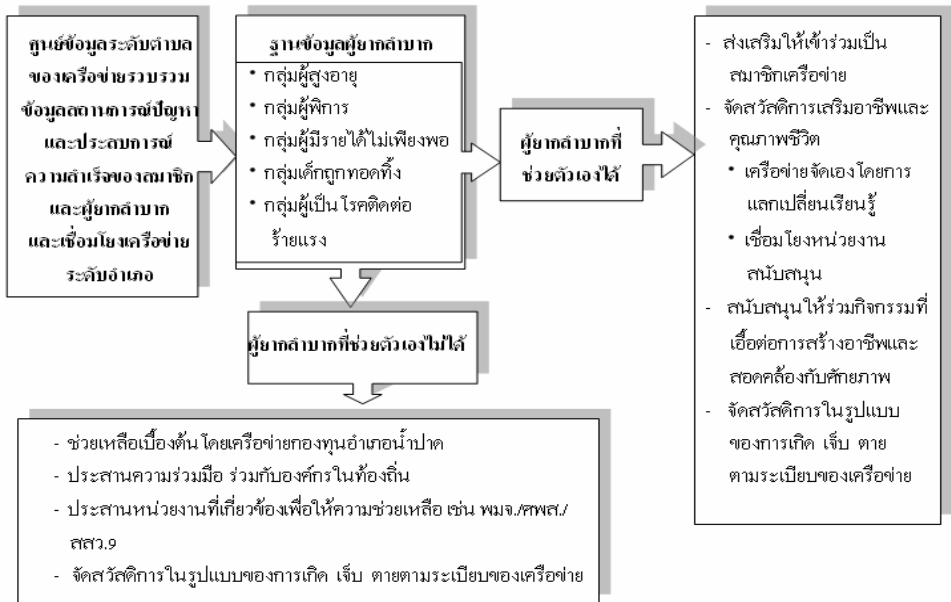 ศูนย์ข้อมูลระดับตำบล
ของเครือข่ายรวบรวม
ข้อมูลสถานการณ์ปัญหา
และประสบการณ์
ความสำเร็จของสมาชิก
และผู้ยากลำบาก
และเชื่อมโยงเครือข่าย
ระดับอำเภอ
ฐานข้อมูลผู้ยากลำบาก
• กลุ่มผู้สูงอายุ
• กลุ่มผู้พิการ
• กลุ่มผู้มีรายได้ไม่เพียงพอ
• กลุ่มเด็กถูกทอดทิ้ง
• กลุ่มผู้เป็นโรคติดต่อ
ร้ายแรง
ผู้ยากลำบากที่
ช่วยตัวเองได้
- ส่งเสริมให้เข้าร่วมเป็น
สมาชิกเครือข่าย
- จัดสวัสดิการเสริมอาชีพและ
คุณภาพชีวิต
• เครือข่ายจัดเองโดยการ
แลกเปลี่ยนเรียนรู้
• เชื่อมโยงหน่วยงาน
สนับสนุน
- สนับสนุนให้ร่วมกิจกรรมที่
เอื้อต่อการสร้างอาชีพและ
สอดคล้องกับศักยภาพ
- จัดสวัสดิการในรูปแบบ
ของการเกิด เจ็บ ตาย
ตามระเบียบของเครือข่าย
ผู้ยากลำบากที่ช่วยตัวเองไม่ได้
- ช่วยเหลือเบื้องต้นโดยเครือข่ายกองทุนอำเภอน้ำปาด
- ประสานความร่วมมือ ร่วมกับองค์กรในท้องถิ่น
- ประสานหน่วยงานที่เกี่ยวข้องเพื่อให้ความช่วยเหลือ เช่น พมจ./ศพส./
สสว.9
- จัดสวัสดิการในรูปแบบของการเกิด เจ็บ ตายตามระเบียบของเครือข่าย